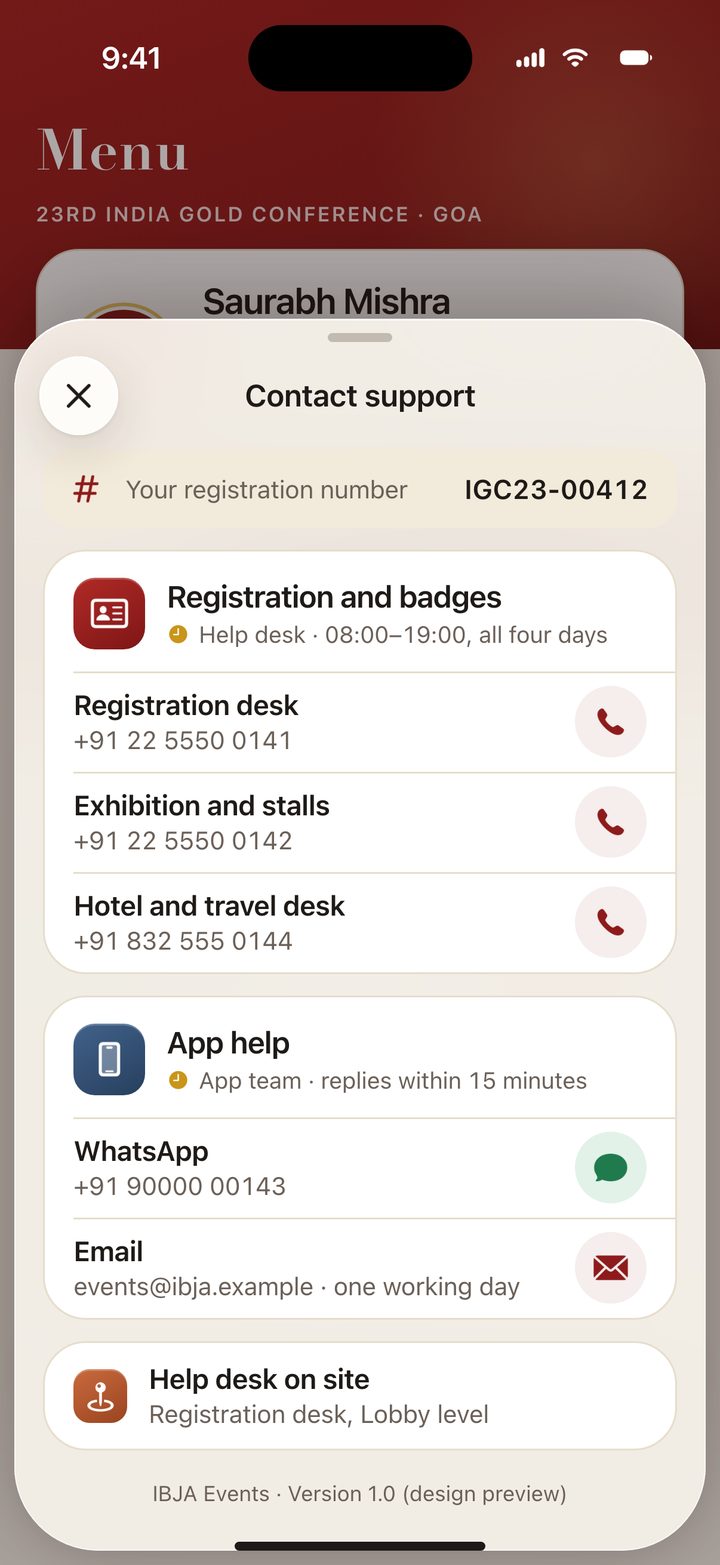 9:41
Menu
23RD INDIA GOLD CONFERENCE · GOA
Saurabh Mishra
Contact support
# Your registration number IGC23-00412
Registration and badges
Help desk · 08:00–19:00, all four days
Registration desk
+91 22 5550 0141
Exhibition and stalls
+91 22 5550 0142
Hotel and travel desk
+91 832 555 0144
App help
App team · replies within 15 minutes
WhatsApp
+91 90000 00143
Email
events@ibja.example · one working day
Help desk on site
Registration desk, Lobby level
IBJA Events · Version 1.0 (design preview)